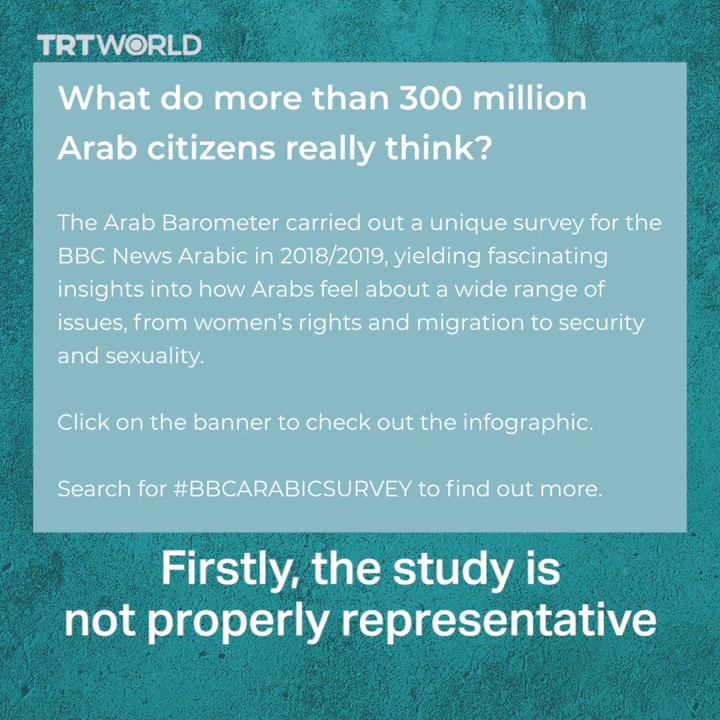 TRTWORLD
What do more than 300 million
Arab citizens really think?
The Arab Barometer carried out a unique survey for the
BBC News Arabic in 2018/2019, yielding fascinating
insights into how Arabs feel about a wide range of
issues, from women's rights and migration to security
and sexuality.
Click on the banner to check out the infographic.
Search for #BBCARABICSURVEY to find out more.
Firstly, the study is
not properly representative